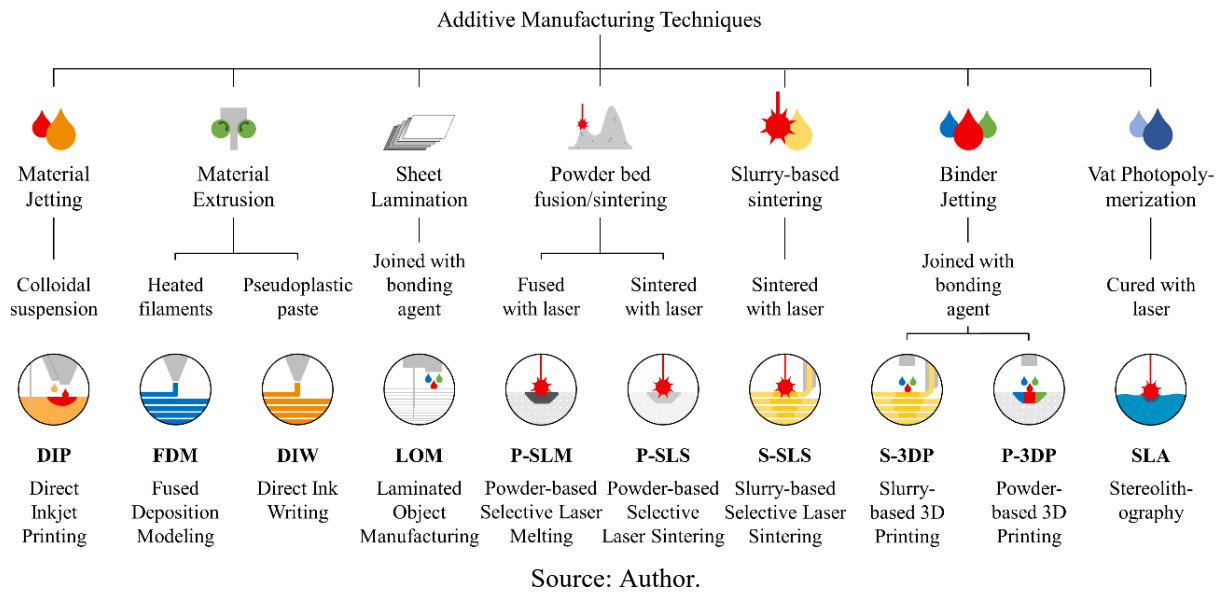 Additive Manufacturing Techniques
Material
Jetting
Material
Extrusion
Sheet
Lamination
Powder bed
fusion/sintering
Slurry-based
sintering
Binder
Jetting
Vat Photopoly-
merization
Colloidal
suspension
Heated
filaments
Pseudoplastic
paste
Joined with
bonding
agent
Fused
with laser
Sintered
with laser
Sintered
with laser
Joined with
bonding
agent
Cured with
laser
DIP
Direct
Inkjet
Printing
FDM
Fused
Deposition
Modeling
DIW
Direct Ink
Writing
LOM
Laminated
Object
Manufacturing
P-SLM
Powder-based
Selective Laser
Melting
P-SLS
Powder-based
Selective
Laser Sintering
S-SLS
Slurry-based
Selective Laser
Sintering
S-3DP
Slurry-
based 3D
Printing
P-3DP
Powder-
based 3D
Printing
SLA
Stereolith-
ography
Source: Author.